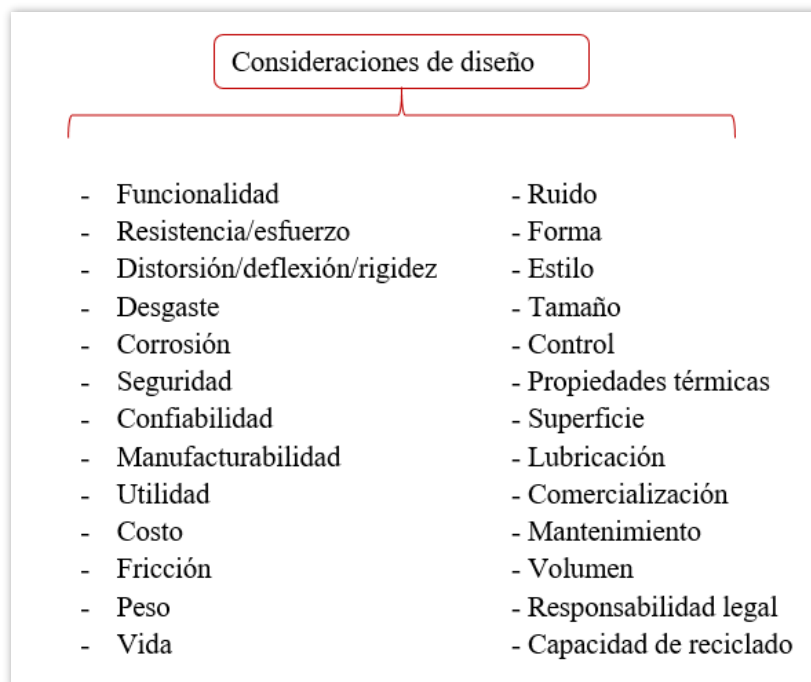 Consideraciones de diseño
- Funcionalidad
- Resistencia/esfuerzo
- Distorsión/deflexión/rigidez
- Desgaste
- Corrosión
- Seguridad
- Confiabilidad
- Manufacturabilidad
- Utilidad
- Costo
- Fricción
- Peso
- Vida
- Ruido
- Forma
- Estilo
- Tamaño
- Control
- Propiedades térmicas
- Superficie
- Lubricación
- Comercialización
- Mantenimiento
- Volumen
- Responsabilidad legal
- Capacidad de reciclado